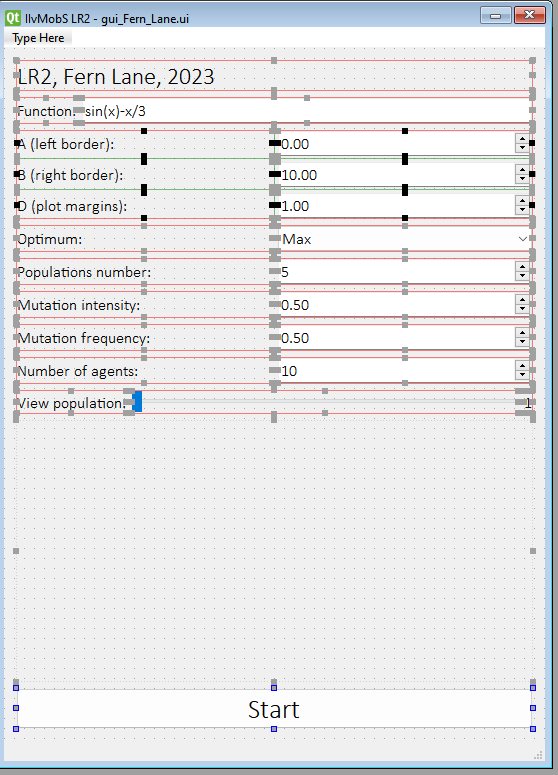 Qt IIvMobS LR2 - gui_Fern_Lane.ui
Type Here
LR2, Fern Lane, 2023
Function: sin(x)-x/3
A (left border): 0.00
B (right border): 10.00
D (plot margins): 1.00
Optimum: Max
Populations number: 5
Mutation intensity: 0.50
Mutation frequency: 0.50
Number of agents: 10
View population: 1
Start